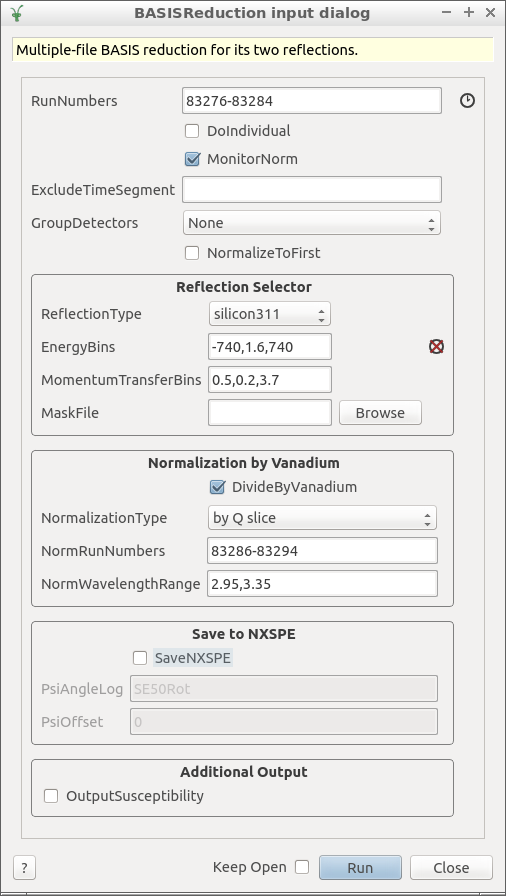 BASISReduction input dialog
Multiple-file BASIS reduction for its two reflections.
RunNumbers 83276-83284
DoIndividual
MonitorNorm
ExcludeTimeSegment
GroupDetectors None
NormalizeToFirst
Reflection Selector
ReflectionType silicon311
EnergyBins -740,1.6,740
MomentumTransferBins 0.5,0.2,3.7
MaskFile Browse
Normalization by Vanadium
DivideByVanadium
NormalizationType by Q slice
NormRunNumbers 83286-83294
NormWavelengthRange 2.95,3.35
Save to NXSPE
SaveNXSPE
PsiAngleLog SE50Rot
PsiOffset 0
Additional Output
OutputSusceptibility
? Keep Open Run Close